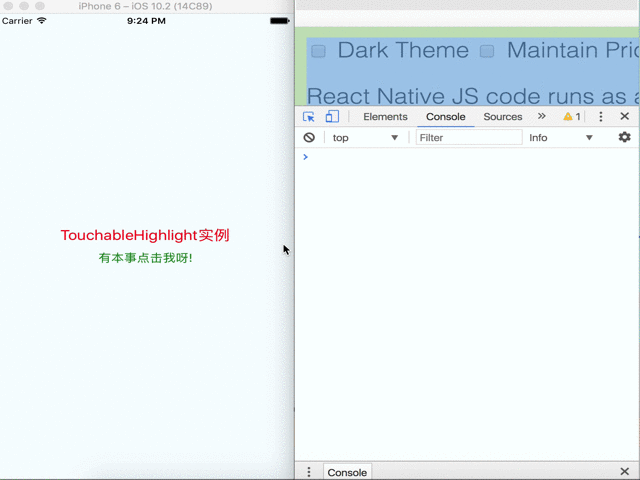 iPhone 6 – iOS 10.2 (14C89)
Carrier 9:24 PM
TouchableHighlight实例
有本事点击我呀!
Dark Theme Maintain Prio
React Native JS code runs as a
Elements Console Sources » 1
top Filter Info
Console